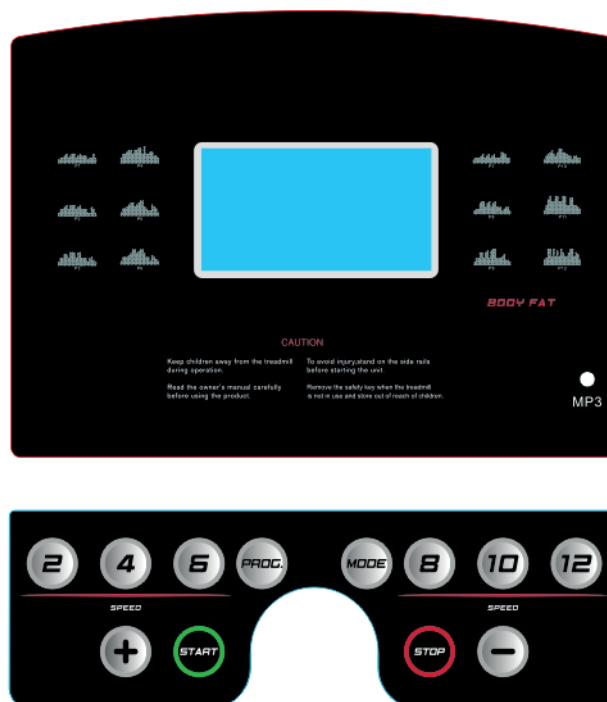 P10
P11
P12
BODY FAT
CAUTION
Keep children away from the treadmill
during operation.
To avoid injury,stand on the side rails
before starting the unit.
Read the owner's manual carefully
before using the product.
Remove the safety key when the treadmill
is not in use and store out of reach of children.
MP3
2 4 6 PROG. MODE 8 10 12
SPEED SPEED
+ START STOP −